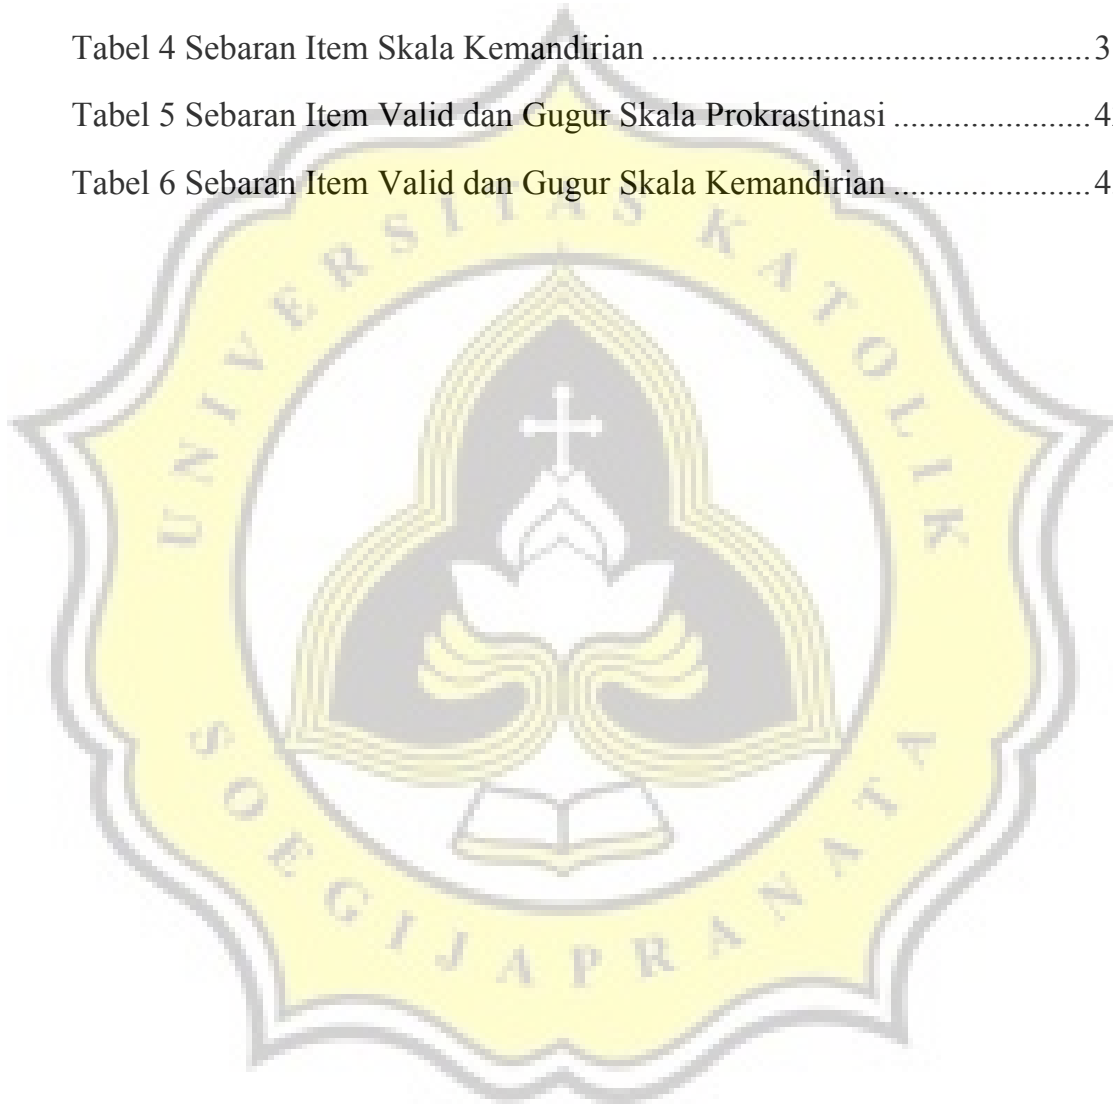 Tabel 4 Sebaran Item Skala Kemandirian ................................................... 3
Tabel 5 Sebaran Item Valid dan Gugur Skala Prokrastinasi ....................... 4
Tabel 6 Sebaran Item Valid dan Gugur Skala Kemandirian ....................... 4
UNIVERSITAS KATOLIK
SOEGIJAPRANATA